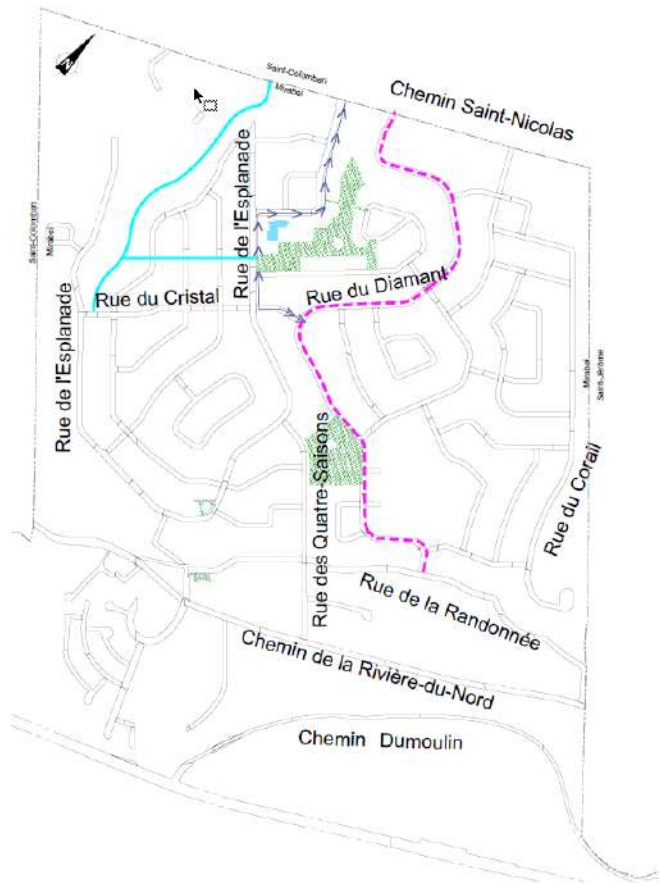 Saint-Colomban
Mirabel
Chemin Saint-Nicolas
Rue de l'Esplanade
Saint-Colomban
Mirabel
Rue de l'Esplanade
Rue du Cristal
Rue du Diamant
Mirabel
Saint-Jérôme
Rue des Quatre-Saisons
Rue du Corail
Rue de la Randonnée
Chemin de la Rivière-du-Nord
Chemin Dumoulin